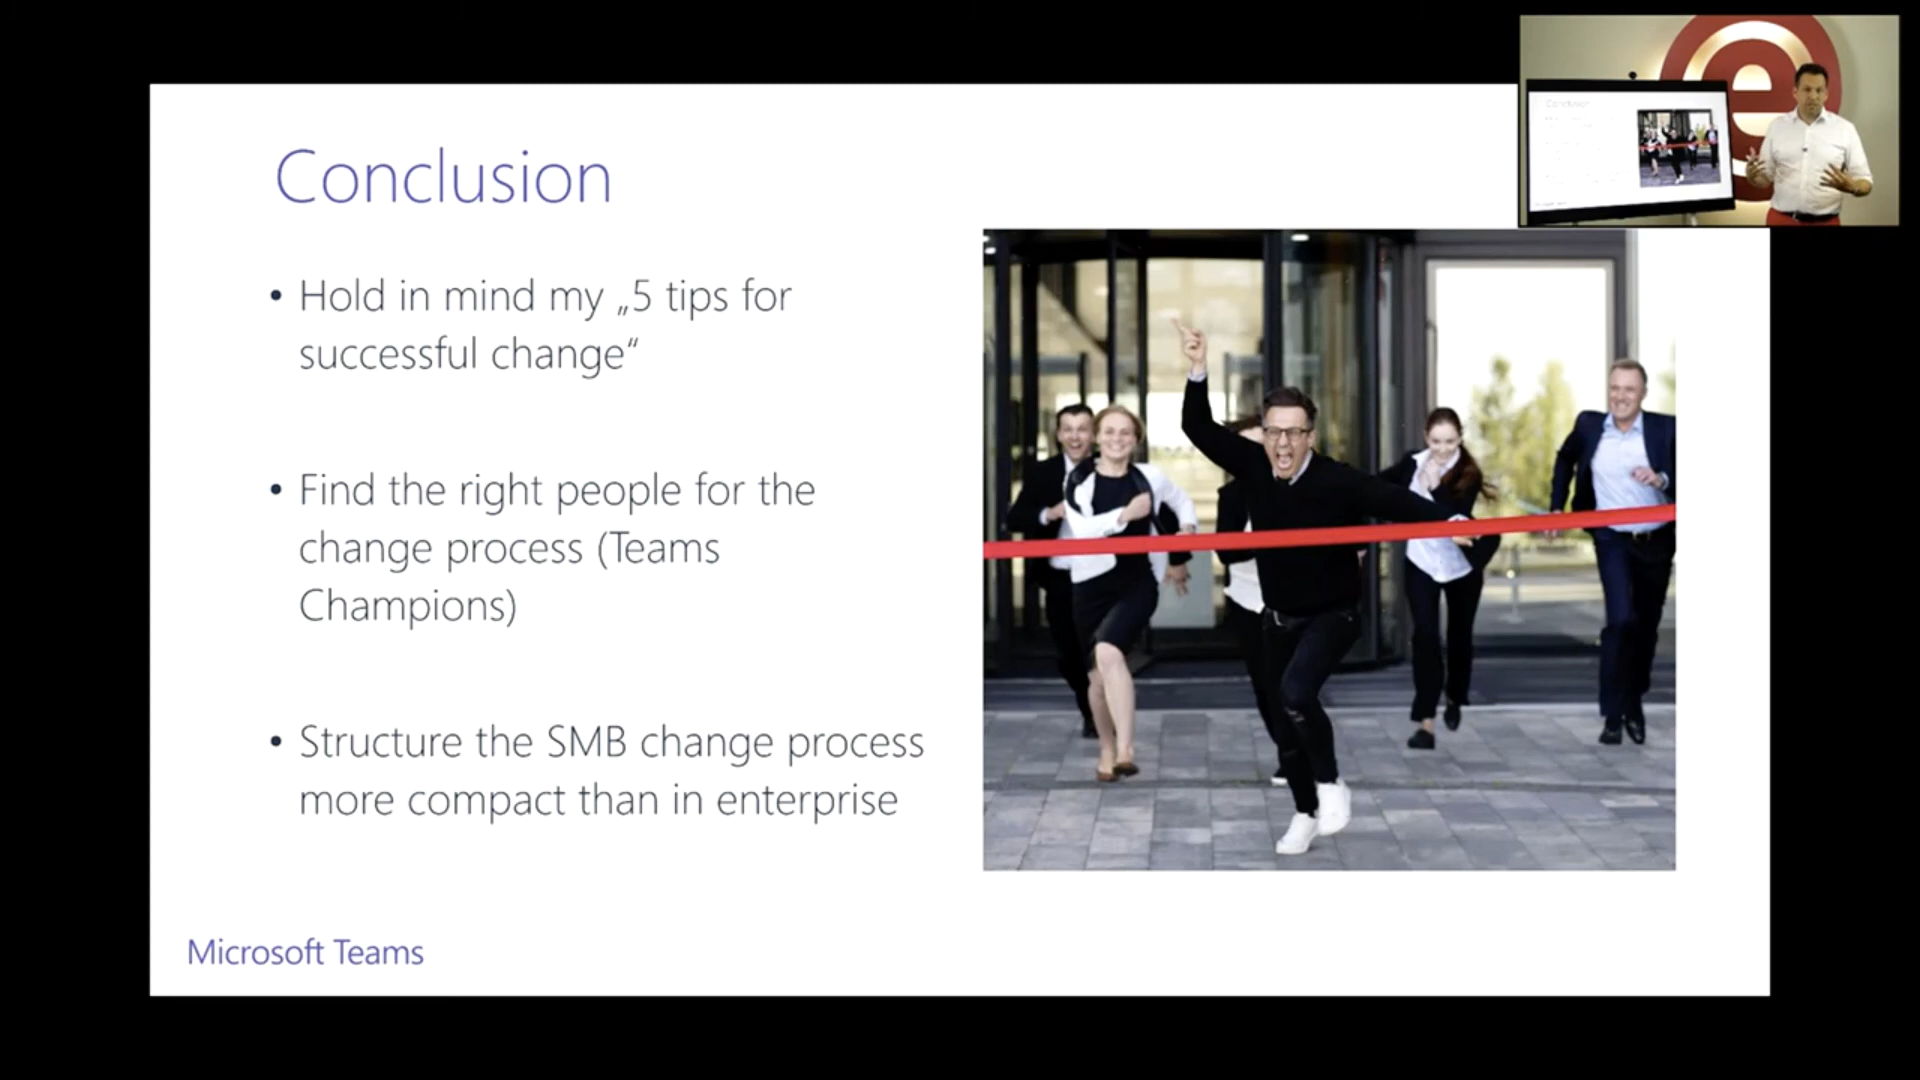 Conclusion
• Hold in mind my „5 tips for
successful change“
• Find the right people for the
change process (Teams
Champions)
• Structure the SMB change process
more compact than in enterprise
Microsoft Teams
Conclusion
e